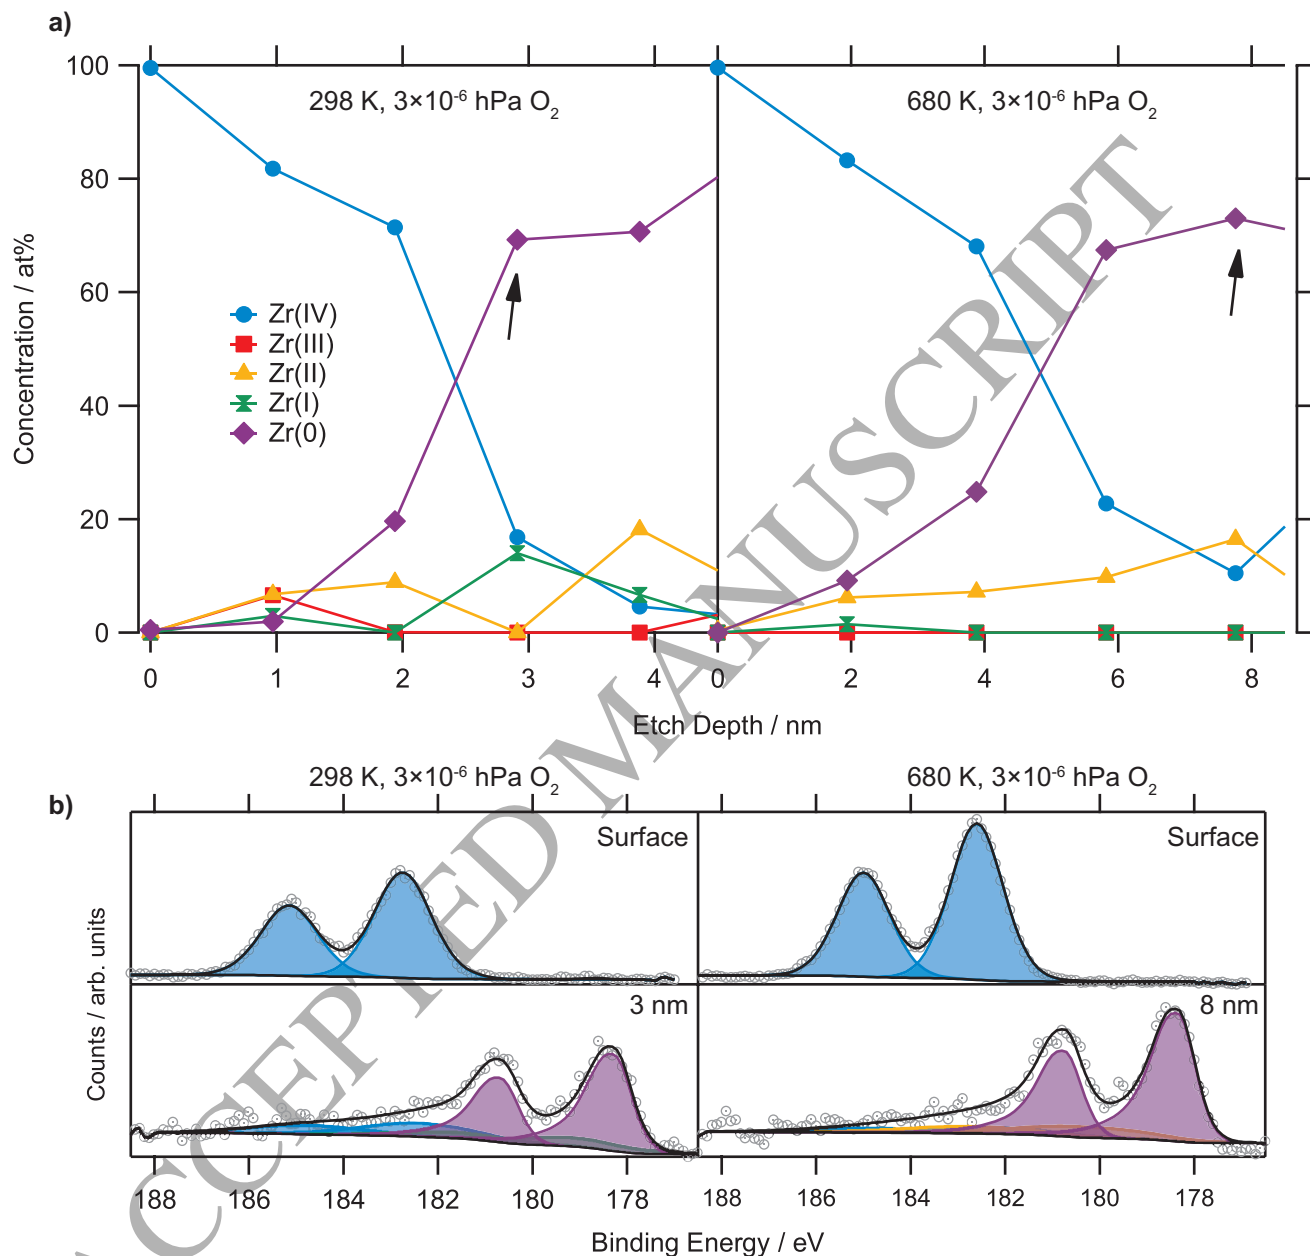 a)
298 K, 3×10⁻⁶ hPa O₂
680 K, 3×10⁻⁶ hPa O₂
100
80
60
40
20
0
Concentration / at%
Zr(IV)
Zr(III)
Zr(II)
Zr(I)
Zr(0)
0 1 2 3 4 0 2 4 6 8
Etch Depth / nm
298 K, 3×10⁻⁶ hPa O₂
680 K, 3×10⁻⁶ hPa O₂
b)
Surface
Surface
3 nm
8 nm
Counts / arb. units
188 186 184 182 180 178 188 186 184 182 180 178
Binding Energy / eV
ACCEPTED MANUSCRIPT